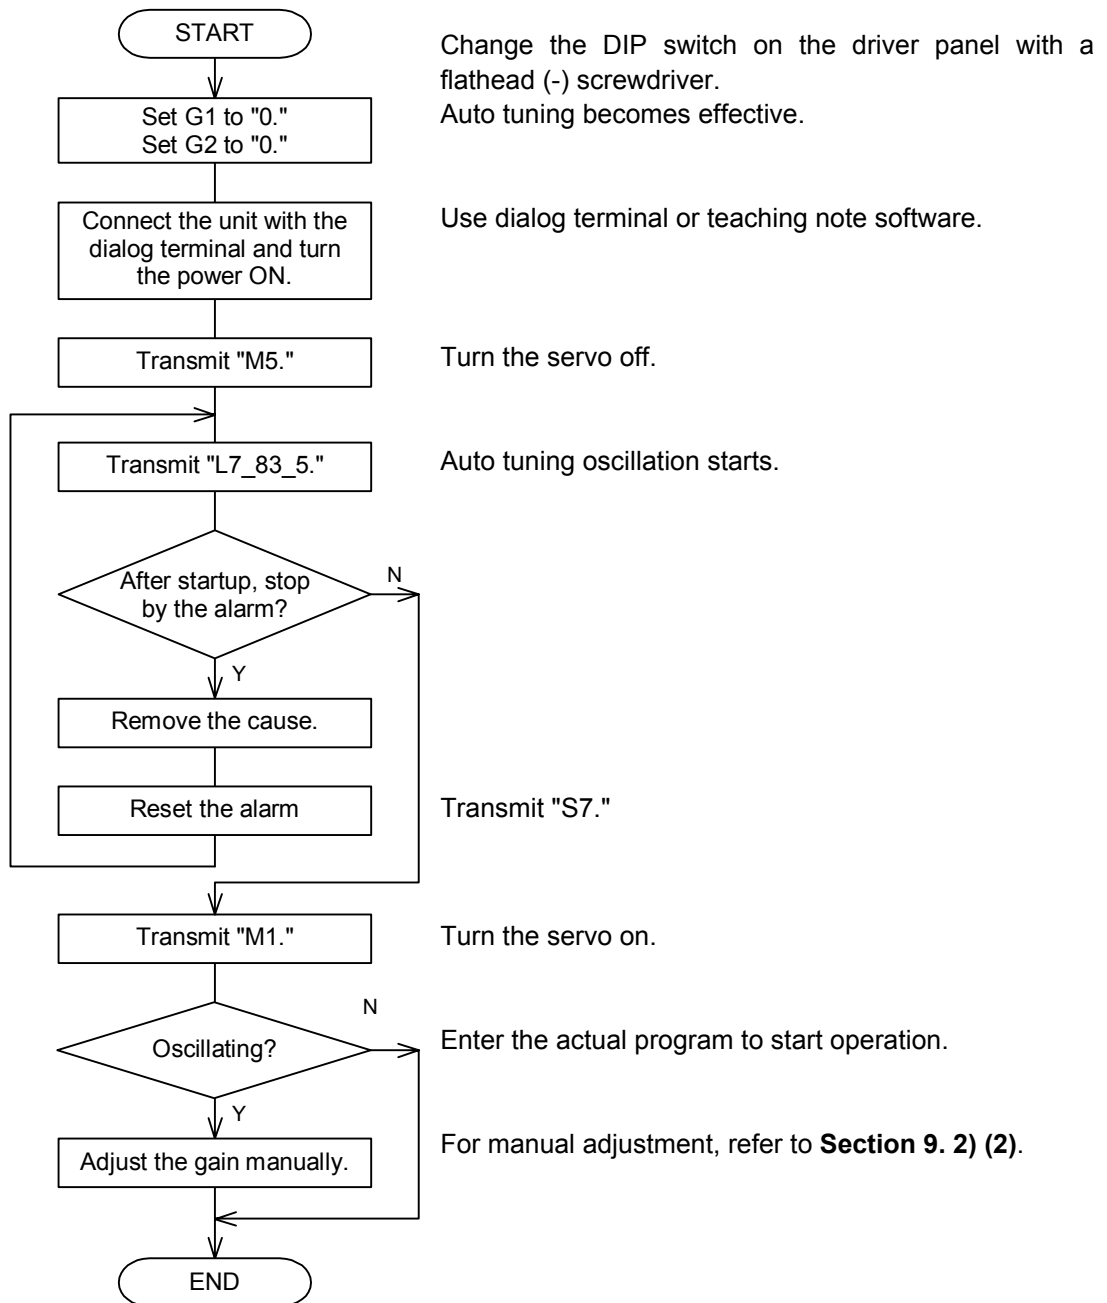 START
Change the DIP switch on the driver panel with a
flathead (-) screwdriver.
Set G1 to "0."
Set G2 to "0."
Auto tuning becomes effective.
Connect the unit with the
dialog terminal and turn
the power ON.
Use dialog terminal or teaching note software.
Transmit "M5."
Turn the servo off.
Transmit "L7_83_5."
Auto tuning oscillation starts.
After startup, stop
by the alarm?
N
Y
Remove the cause.
Reset the alarm
Transmit "S7."
Transmit "M1."
Turn the servo on.
N
Oscillating?
Enter the actual program to start operation.
Y
Adjust the gain manually.
For manual adjustment, refer to Section 9. 2) (2).
END